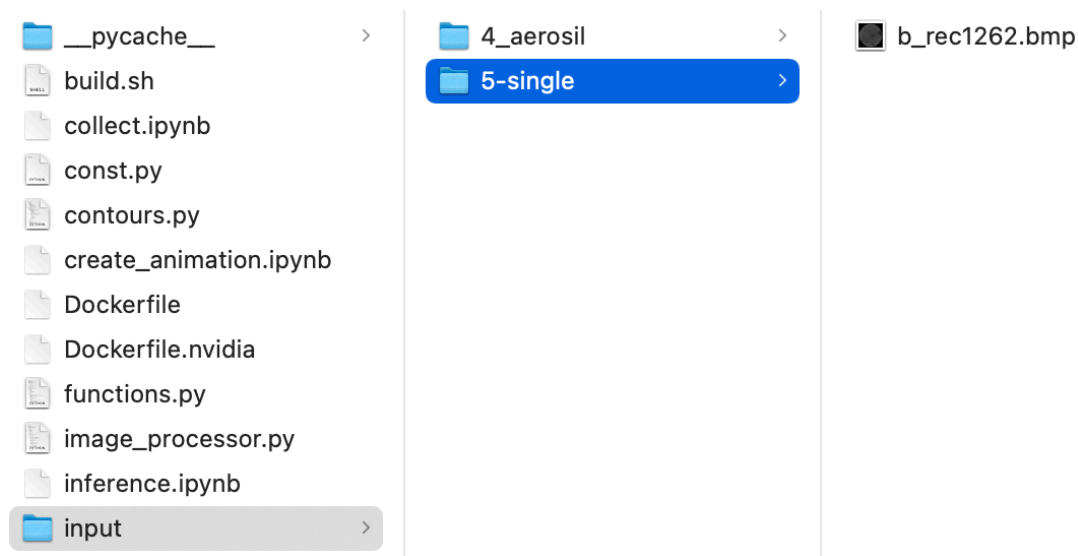 __pycache__
build.sh
collect.ipynb
const.py
contours.py
create_animation.ipynb
Dockerfile
Dockerfile.nvidia
functions.py
image_processor.py
inference.ipynb
input
4_aerosil
5-single
b_rec1262.bmp